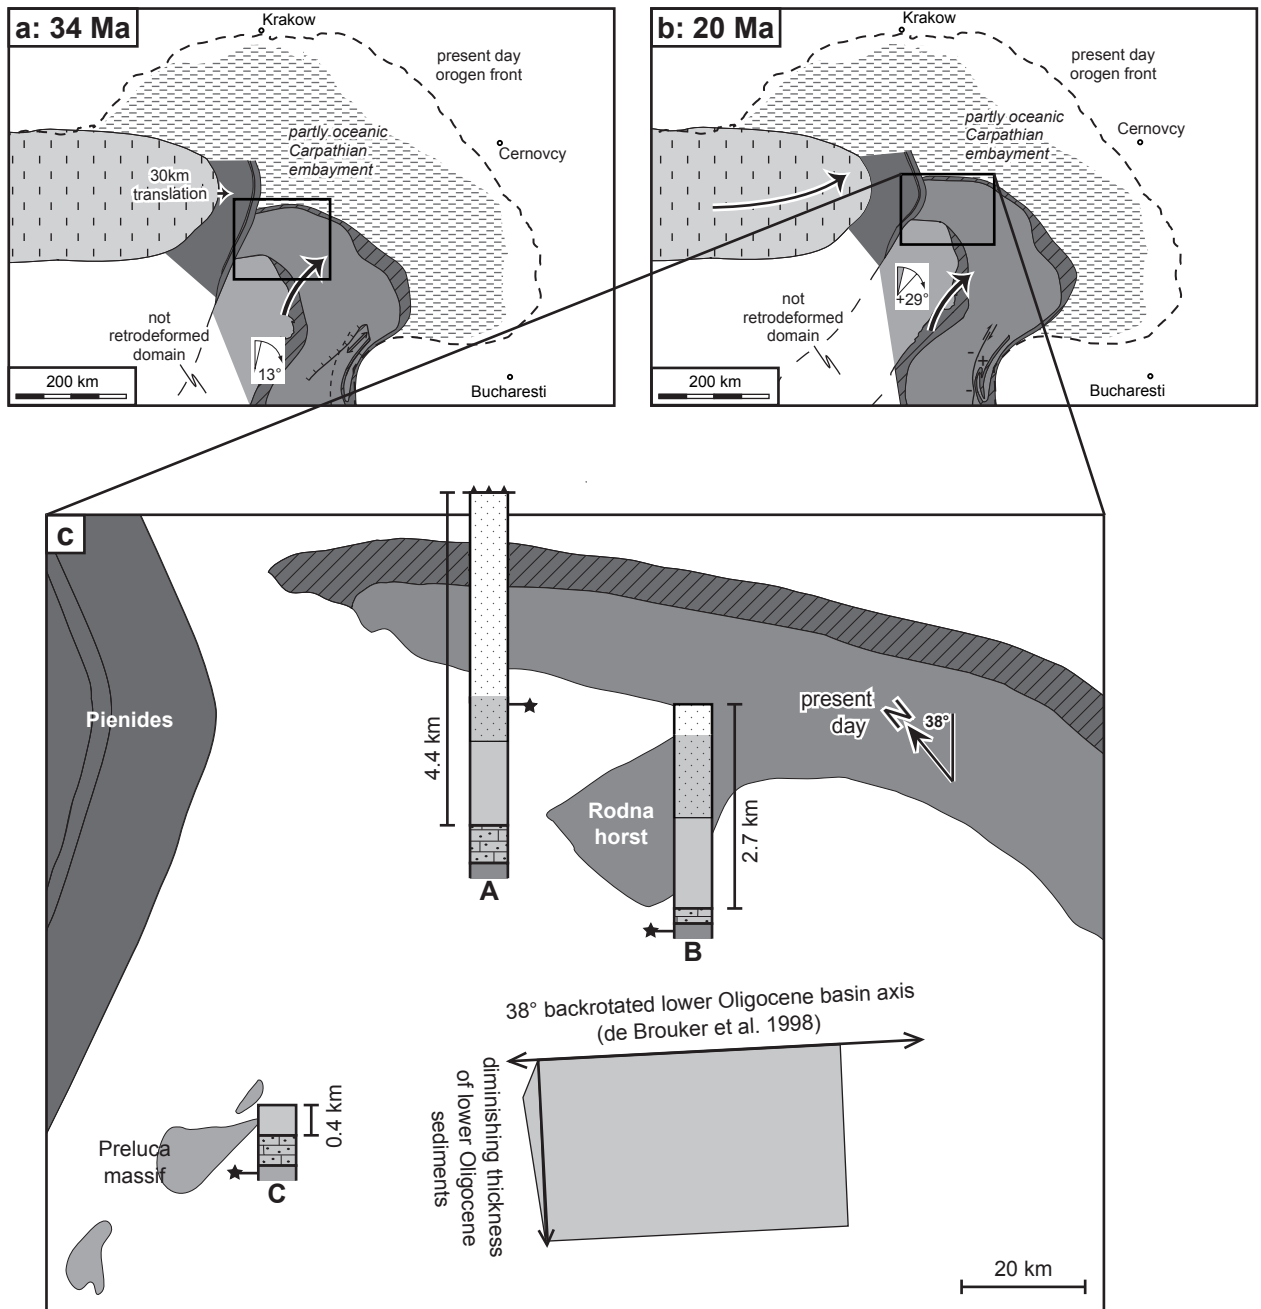 a: 34 Ma
Krakow
present day
orogen front
partly oceanic
Carpathian
embayment
Cernovcy
30km
translation
not
retrodeformed
domain
13°
200 km
Bucharesti
b: 20 Ma
Krakow
present day
orogen front
partly oceanic
Carpathian
embayment
Cernovcy
+29°
not
retrodeformed
domain
200 km
Bucharesti
-
+
-
c
Pienides
4.4 km
A
Rodna
horst
2.7 km
B
present
day
N
38°
38° backrotated lower Oligocene basin axis
(de Brouker et al. 1998)
diminishing thickness
of lower Oligocene
sediments
Preluca
massif
0.4 km
C
20 km